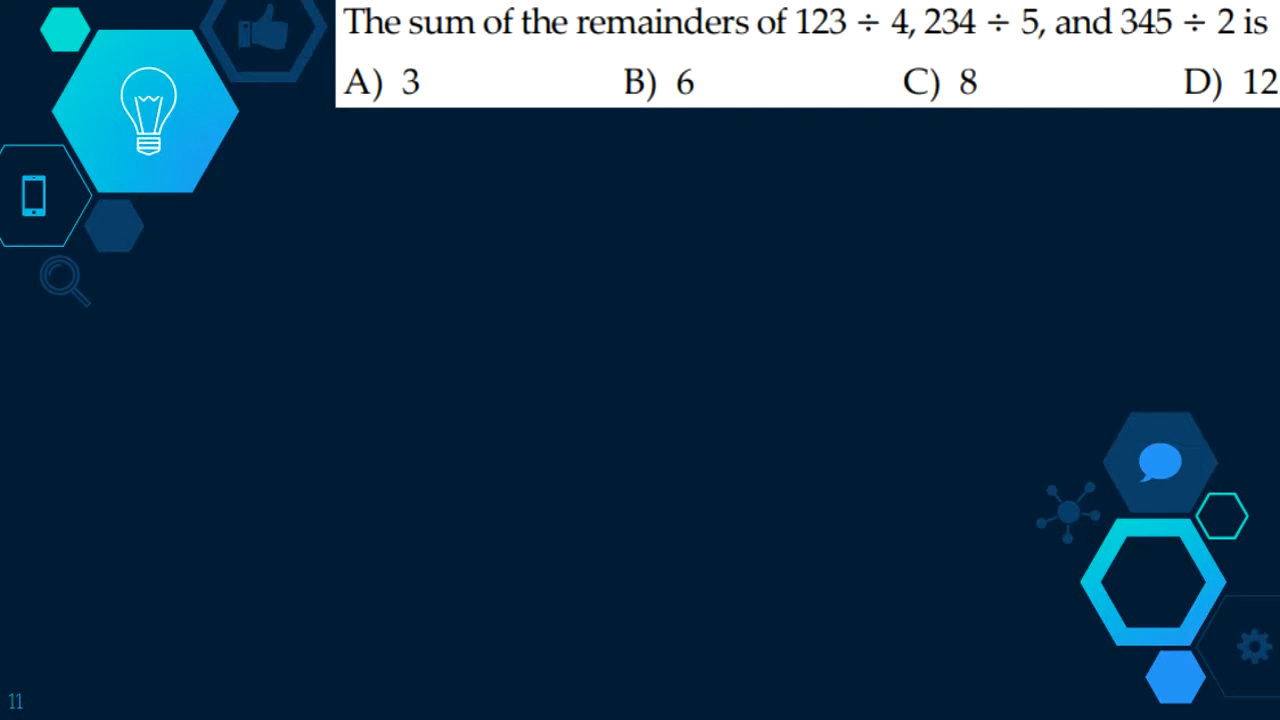 The sum of the remainders of 123 ÷ 4, 234 ÷ 5, and 345 ÷ 2 is
A) 3 B) 6 C) 8 D) 12
11